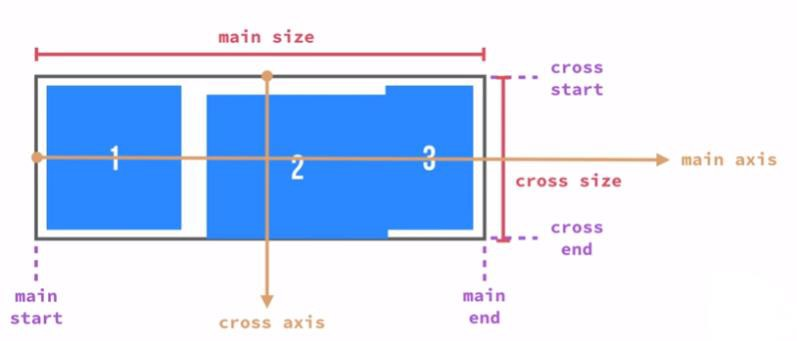 main size
cross
start
1
2
3
main axis
cross size
cross
end
main
start
main
end
cross axis